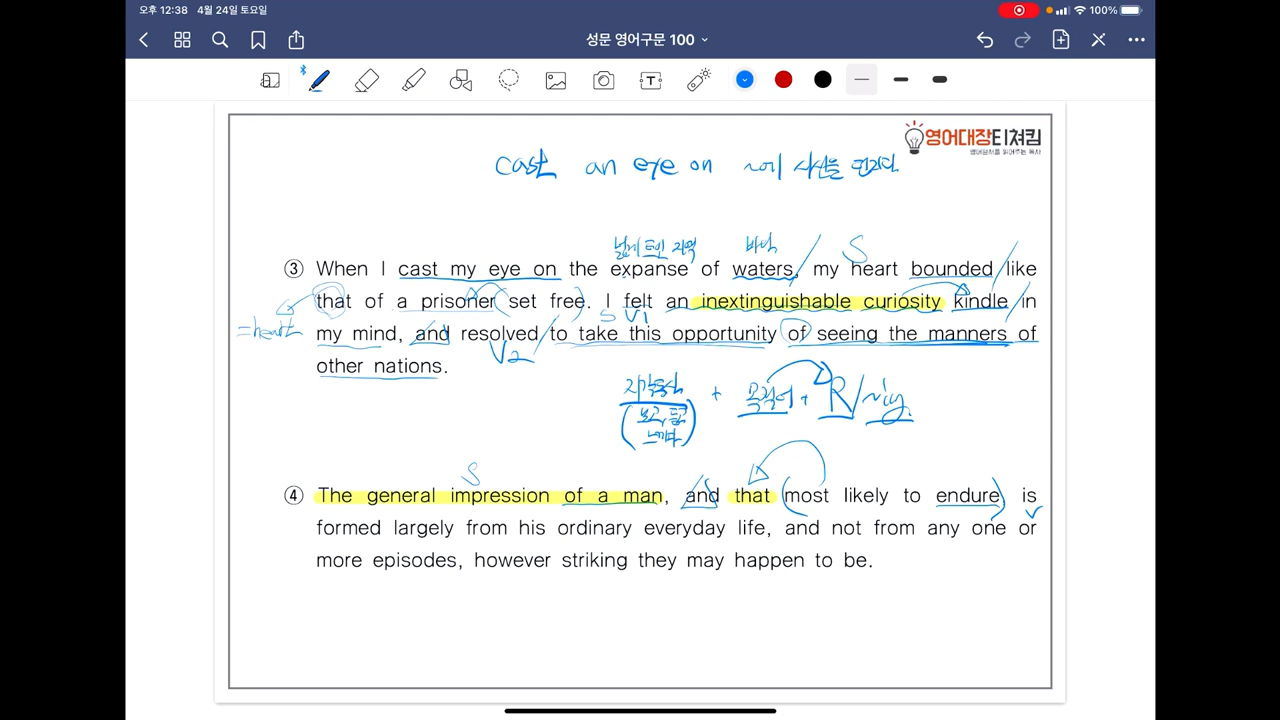 오후 12:38 4월 24일 토요일
100%
성문 영어구문 100
영어대장티쳐킴
cast an eye on ~에 시선을 던지다
넓게 트인 지역 바다 S
③ When I cast my eye on the expanse of waters, my heart bounded like
that of a prisoner set free. I felt an inextinguishable curiosity kindle in
=heart S V1
my mind, and resolved to take this opportunity of seeing the manners of
V2
other nations.
지각동사 + 목적어 + R/~ing
(보고, 듣고
느끼다)
S
④ The general impression of a man, and that most likely to endure, is
V
formed largely from his ordinary everyday life, and not from any one or
more episodes, however striking they may happen to be.